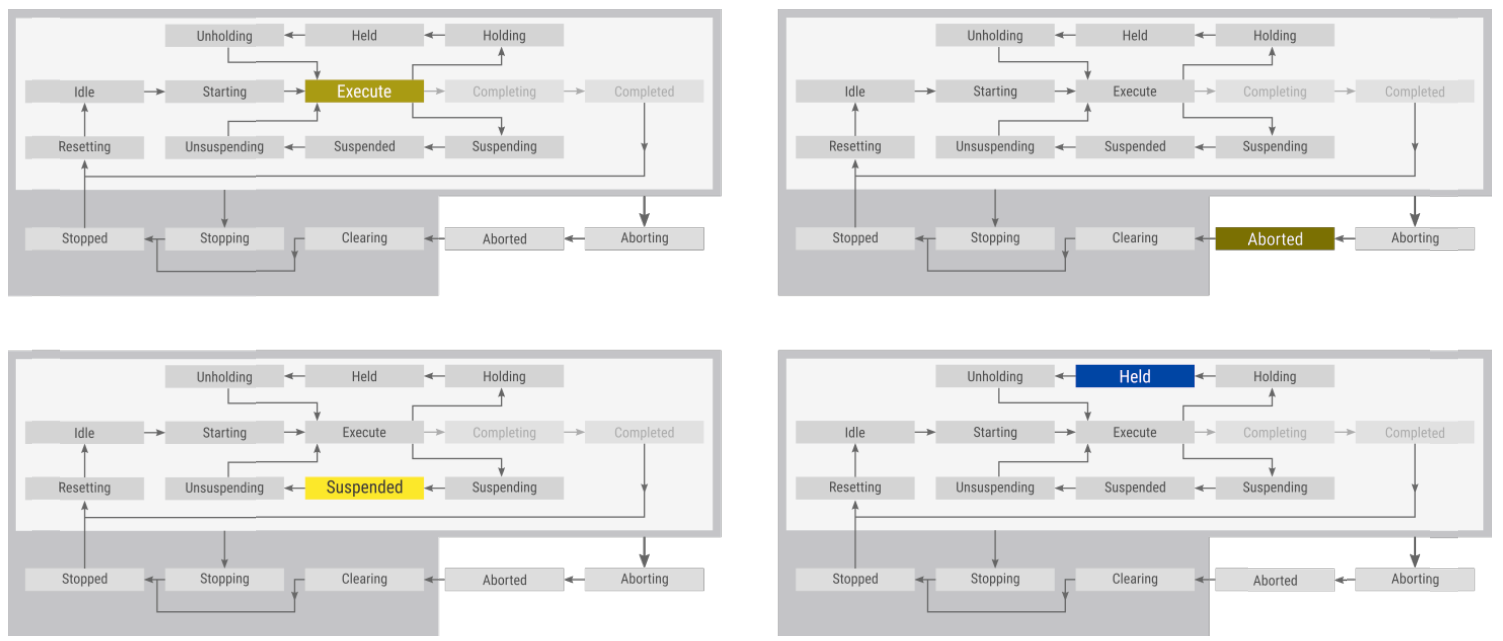 Unholding Held Holding
Idle Starting Execute Completing Completed
Resetting Unsuspending Suspended Suspending
Stopped Stopping Clearing Aborted Aborting
Unholding Held Holding
Idle Starting Execute Completing Completed
Resetting Unsuspending Suspended Suspending
Stopped Stopping Clearing Aborted Aborting
Unholding Held Holding
Idle Starting Execute Completing Completed
Resetting Unsuspending Suspended Suspending
Stopped Stopping Clearing Aborted Aborting
Unholding Held Holding
Idle Starting Execute Completing Completed
Resetting Unsuspending Suspended Suspending
Stopped Stopping Clearing Aborted Aborting